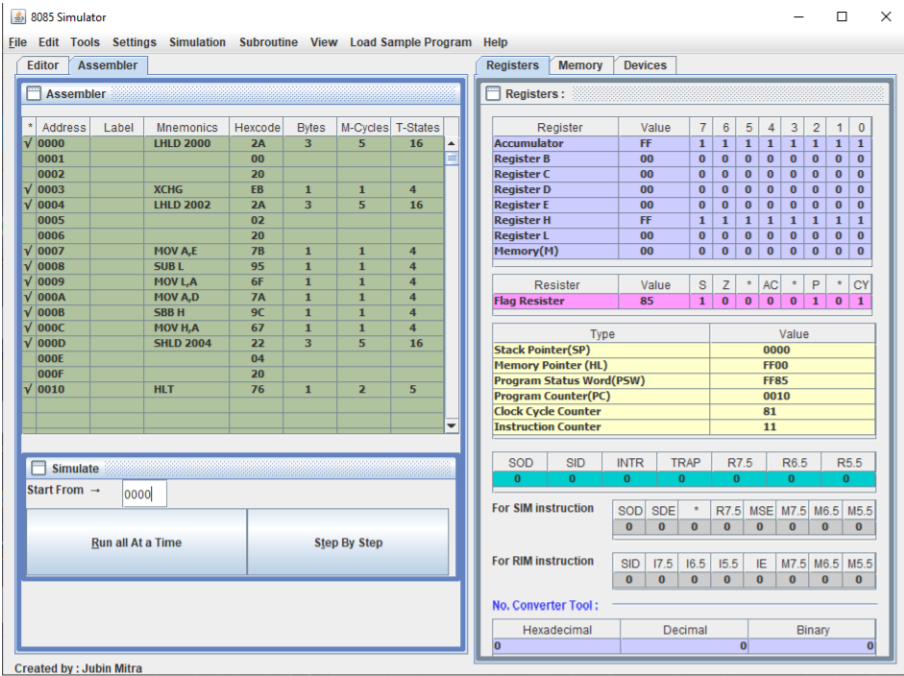 8085 Simulator
File Edit Tools Settings Simulation Subroutine View Load Sample Program Help
Editor Assembler
Assembler
* Address Label Mnemonics Hexcode Bytes M-Cycles T-States
√ 0000 LHLD 2000 2A 3 5 16
0001 00
0002 20
√ 0003 XCHG EB 1 1 4
√ 0004 LHLD 2002 2A 3 5 16
0005 02
0006 20
√ 0007 MOV A,E 7B 1 1 4
√ 0008 SUB L 95 1 1 4
√ 0009 MOV L,A 6F 1 1 4
√ 000A MOV A,D 7A 1 1 4
√ 000B SBB H 9C 1 1 4
√ 000C MOV H,A 67 1 1 4
√ 000D SHLD 2004 22 3 5 16
000E 04
000F 20
√ 0010 HLT 76 1 2 5
Simulate
Start From → 0000
Run all At a Time Step By Step
Created by : Jubin Mitra
Registers Memory Devices
Registers :
Register Value 7 6 5 4 3 2 1 0
Accumulator FF 1 1 1 1 1 1 1 1
Register B 00 0 0 0 0 0 0 0 0
Register C 00 0 0 0 0 0 0 0 0
Register D 00 0 0 0 0 0 0 0 0
Register E 00 0 0 0 0 0 0 0 0
Register H FF 1 1 1 1 1 1 1 1
Register L 00 0 0 0 0 0 0 0 0
Memory(M) 00 0 0 0 0 0 0 0 0
Resister Value S Z * AC * P * CY
Flag Resister 85 1 0 0 0 0 1 0 1
Type Value
Stack Pointer(SP) 0000
Memory Pointer (HL) FF00
Program Status Word(PSW) FF85
Program Counter(PC) 0010
Clock Cycle Counter 81
Instruction Counter 11
SOD SID INTR TRAP R7.5 R6.5 R5.5
0 0 0 0 0 0 0
For SIM instruction SOD SDE * R7.5 MSE M7.5 M6.5 M5.5
0 0 0 0 0 0 0 0
For RIM instruction SID I7.5 I6.5 I5.5 IE M7.5 M6.5 M5.5
0 0 0 0 0 0 0 0
No. Converter Tool :
Hexadecimal Decimal Binary
0 0 0